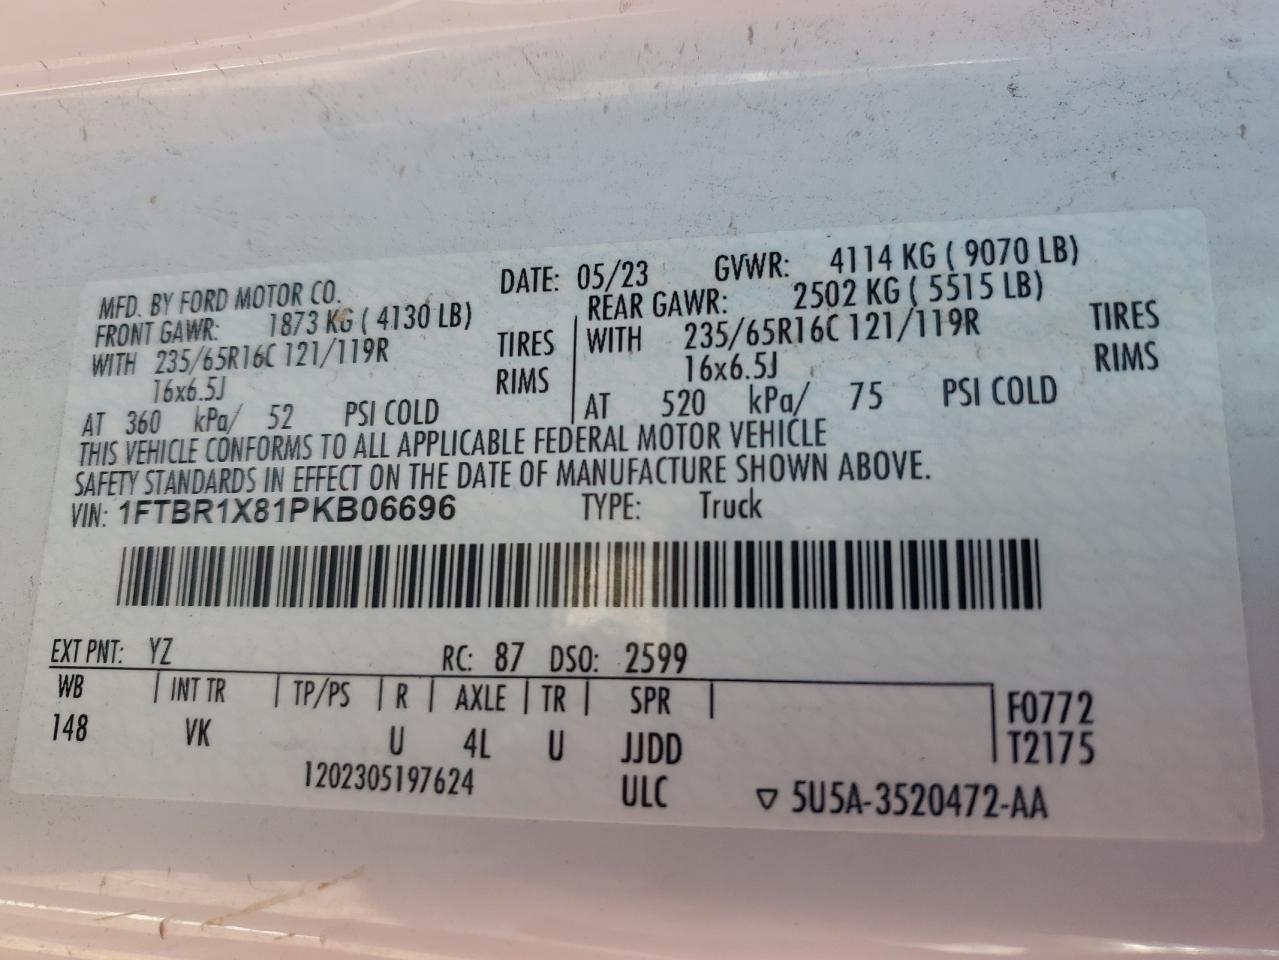 MFD. BY FORD MOTOR CO. DATE: 05/23 GVWR: 4114 KG ( 9070 LB)
FRONT GAWR: 1873 KG ( 4130 LB) REAR GAWR: 2502 KG ( 5515 LB)
WITH 235/65R16C 121/119R TIRES WITH 235/65R16C 121/119R TIRES
16x6.5J RIMS 16x6.5J RIMS
AT 360 kPa/ 52 PSI COLD AT 520 kPa/ 75 PSI COLD
THIS VEHICLE CONFORMS TO ALL APPLICABLE FEDERAL MOTOR VEHICLE
SAFETY STANDARDS IN EFFECT ON THE DATE OF MANUFACTURE SHOWN ABOVE.
VIN: 1FTBR1X81PKB06696 TYPE: Truck
EXT PNT: YZ RC: 87 DSO: 2599
WB | INT TR | TP/PS | R | AXLE | TR | SPR | F0772
148 VK U 4L U JJDD T2175
1202305197624 ULC ▽ 5U5A-3520472-AA